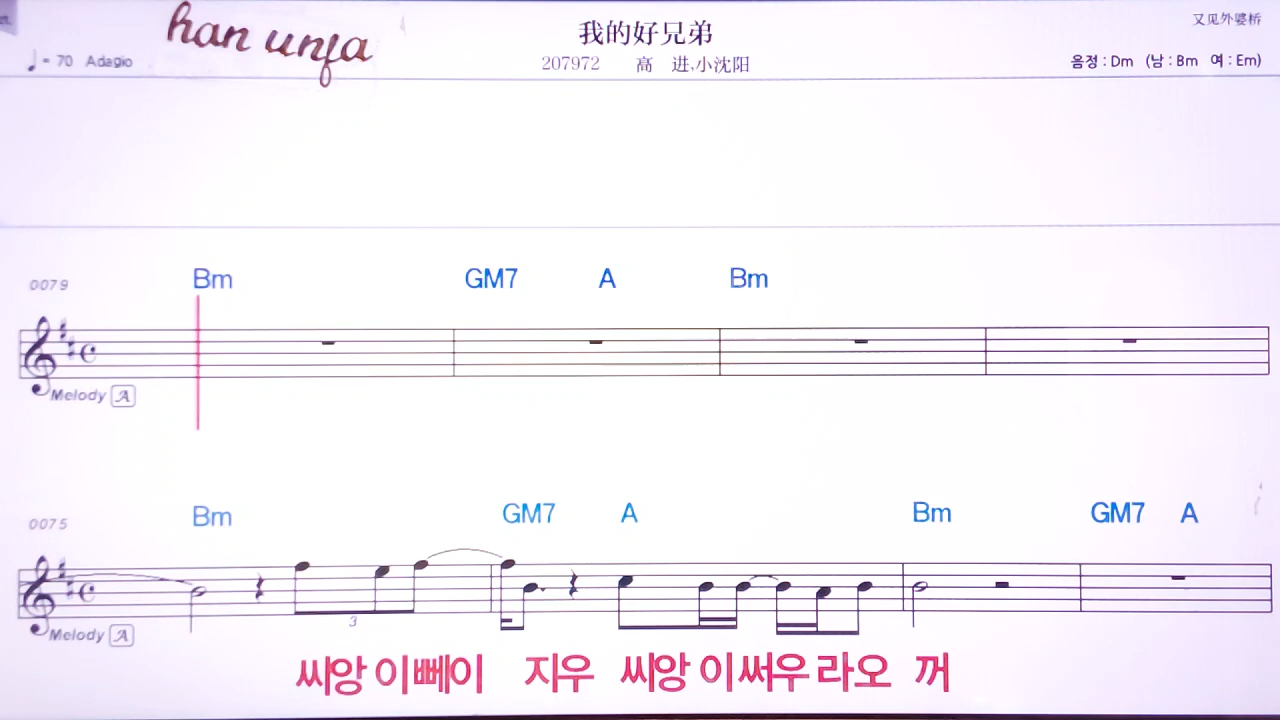 han unfa
我的好兄弟
又见外婆桥
♩= 70 Adagio
207972 高 进,小沈阳
음정 : Dm (남 : Bm 여 : Em)
0079 Bm GM7 A Bm
Melody A
0075 Bm GM7 A Bm GM7 A
3
Melody A
씨앙 이뻬이 지우 씨앙 이써우 라오 꺼